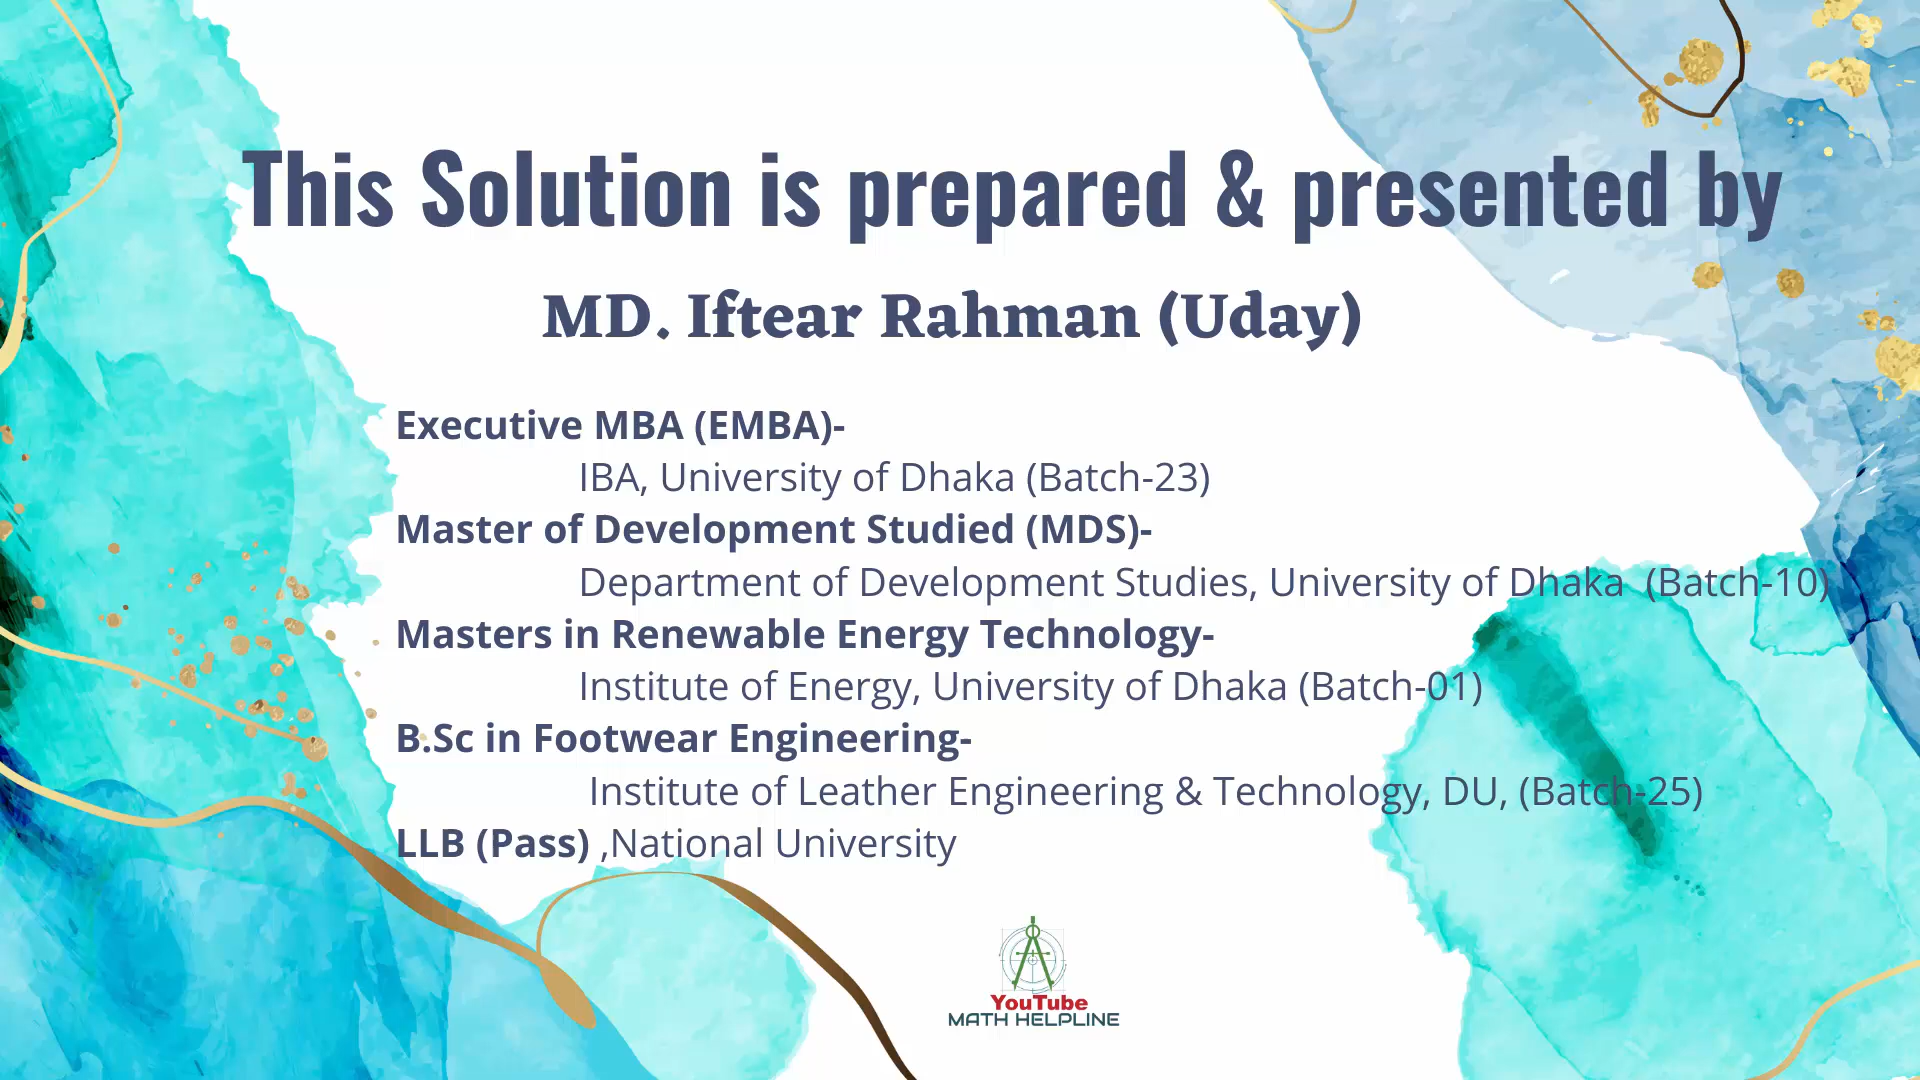 This Solution is prepared & presented by
MD. Iftear Rahman (Uday)
Executive MBA (EMBA)-
IBA, University of Dhaka (Batch-23)
Master of Development Studied (MDS)-
Department of Development Studies, University of Dhaka (Batch-10)
Masters in Renewable Energy Technology-
Institute of Energy, University of Dhaka (Batch-01)
B.Sc in Footwear Engineering-
Institute of Leather Engineering & Technology, DU, (Batch-25)
LLB (Pass) ,National University
YouTube
MATH HELPLINE